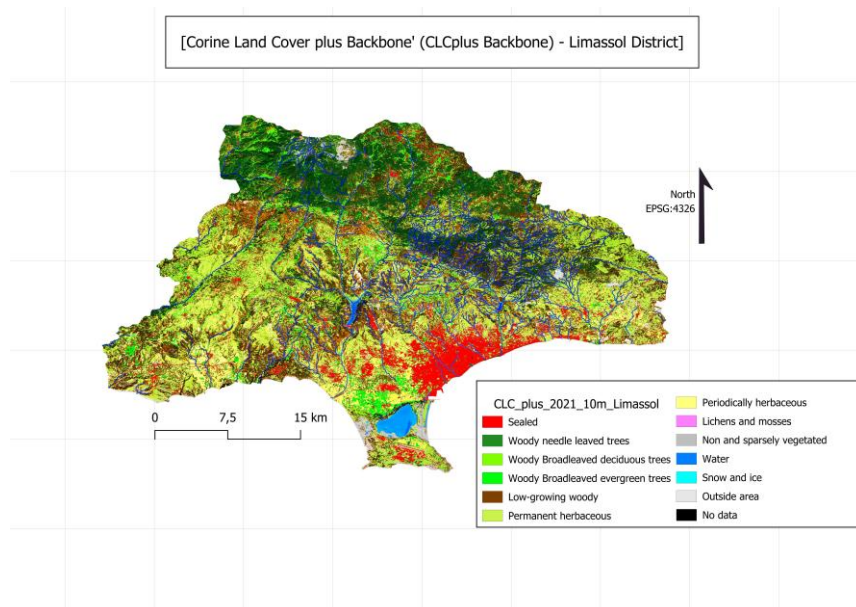 [Corine Land Cover plus Backbone' (CLCplus Backbone) - Limassol District]
North
EPSG:4326
0 7,5 15 km
CLC_plus_2021_10m_Limassol
Sealed
Woody needle leaved trees
Woody Broadleaved deciduous trees
Woody Broadleaved evergreen trees
Low-growing woody
Permanent herbaceous
Periodically herbaceous
Lichens and mosses
Non and sparsely vegetated
Water
Snow and ice
Outside area
No data